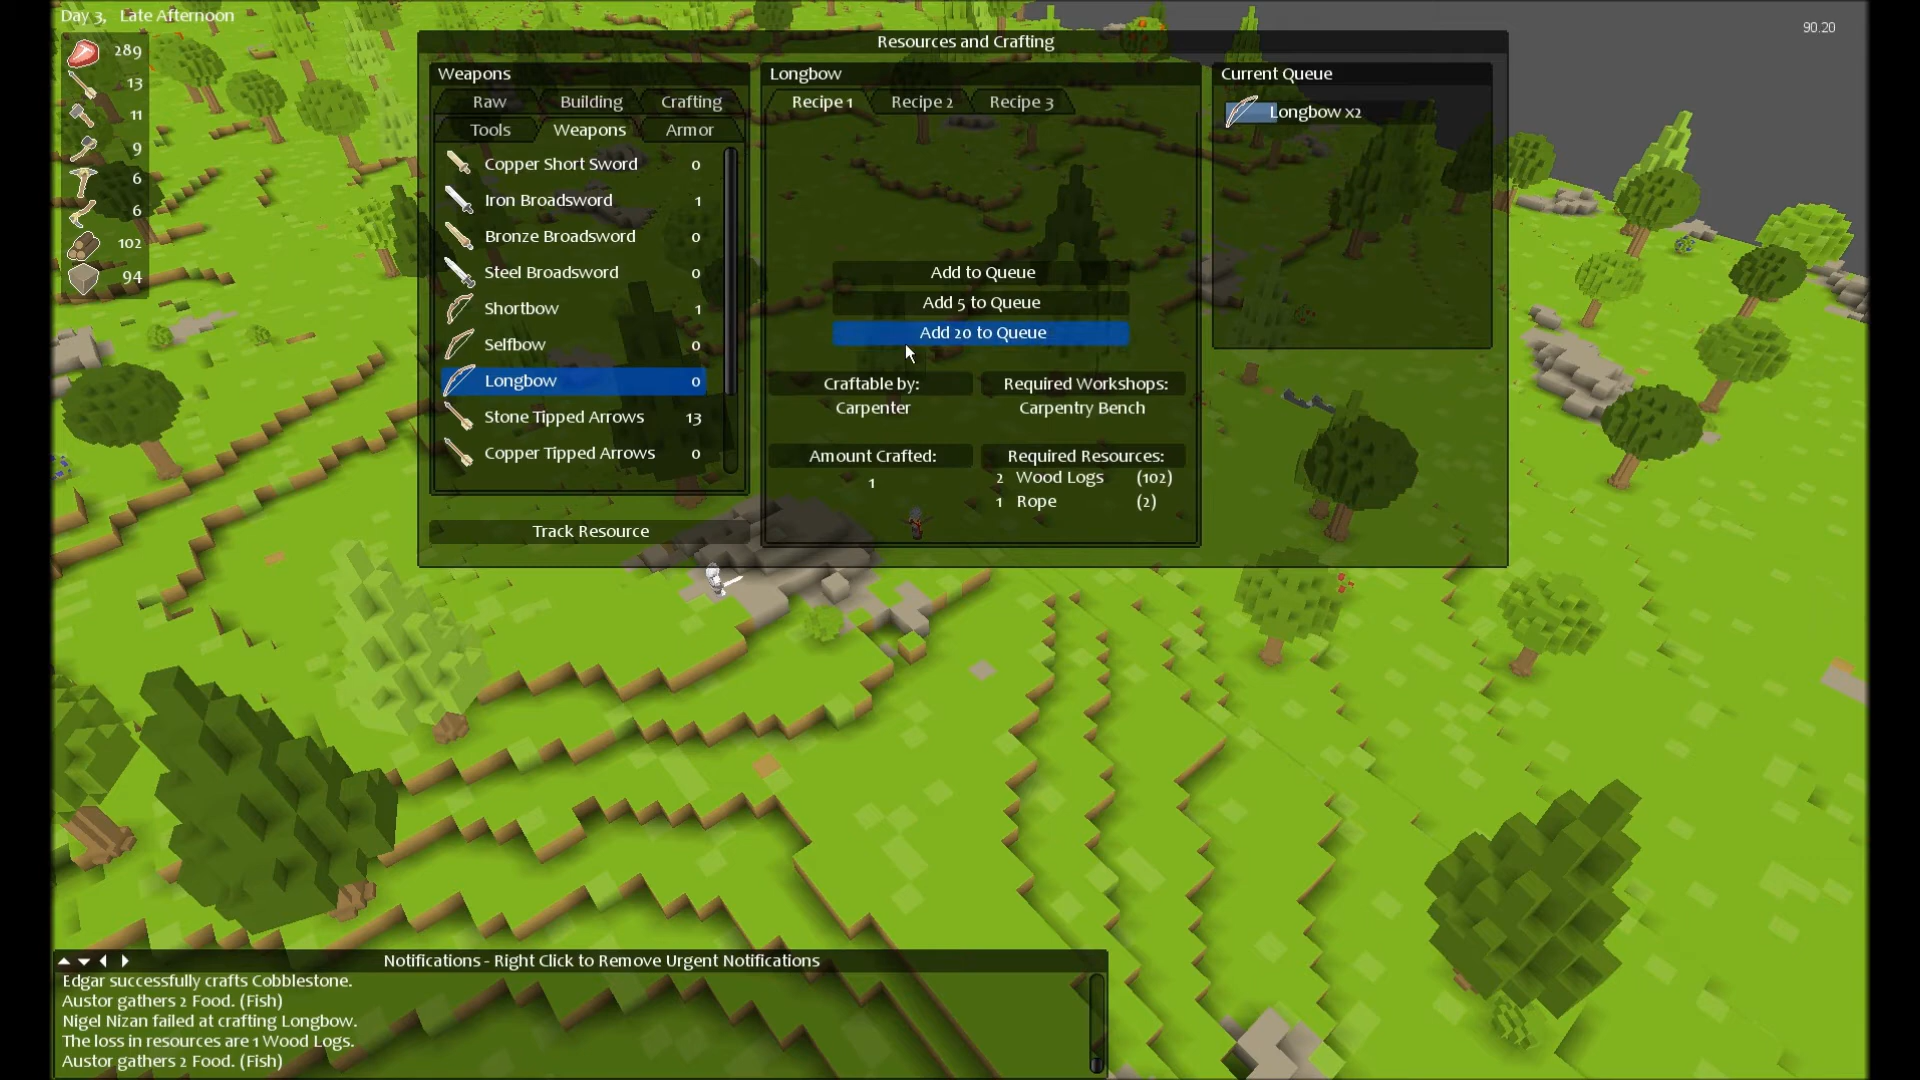 Day 3, Late Afternoon
90.20
289
13
11
9
6
6
102
94
Resources and Crafting
Weapons
Raw Building Crafting
Tools Weapons Armor
Copper Short Sword 0
Iron Broadsword 1
Bronze Broadsword 0
Steel Broadsword 0
Shortbow 1
Selfbow 0
Longbow 0
Stone Tipped Arrows 13
Copper Tipped Arrows 0
Track Resource
Longbow
Recipe 1 Recipe 2 Recipe 3
Add to Queue
Add 5 to Queue
Add 20 to Queue
Craftable by:
Carpenter
Required Workshops:
Carpentry Bench
Amount Crafted:
1
Required Resources:
2 Wood Logs (102)
1 Rope (2)
Current Queue
Longbow x2
Notifications - Right Click to Remove Urgent Notifications
Edgar successfully crafts Cobblestone.
Austor gathers 2 Food. (Fish)
Nigel Nizan failed at crafting Longbow.
The loss in resources are 1 Wood Logs.
Austor gathers 2 Food. (Fish)